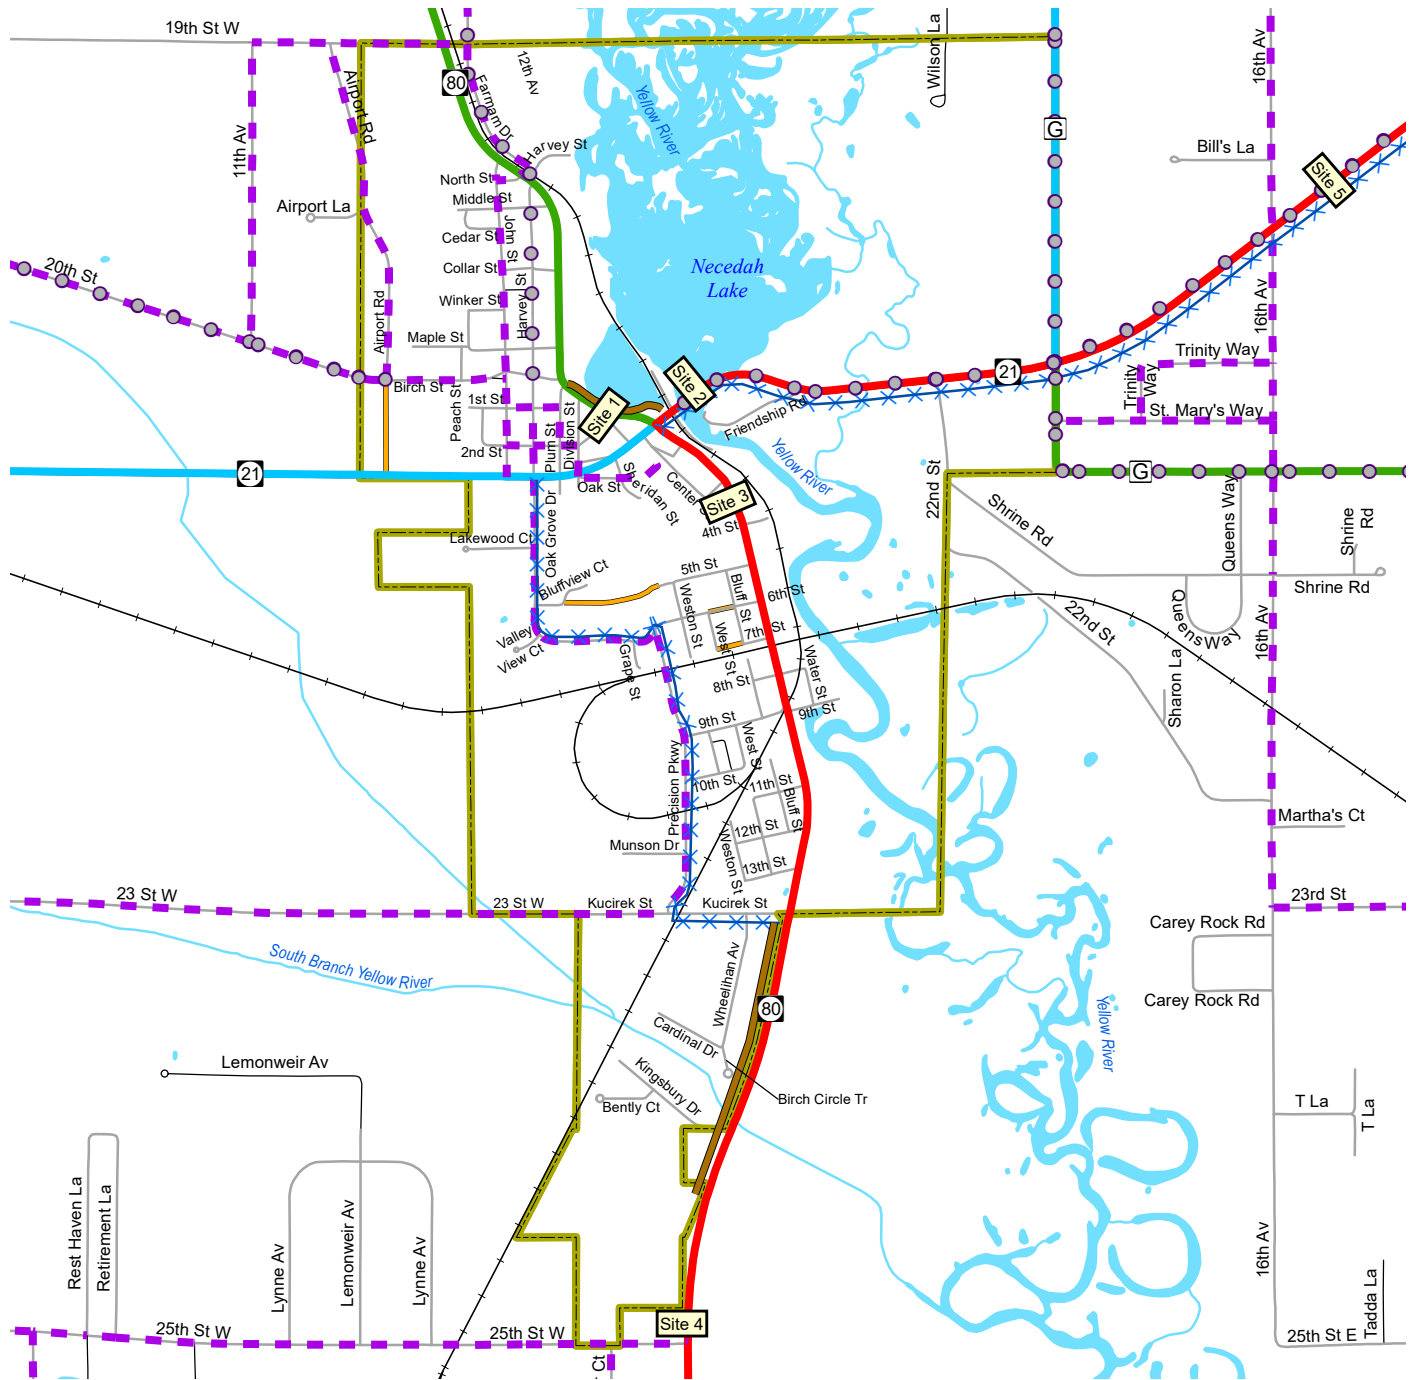 19th St W
12th Av
Wilson La
16th Av
80
Airport Rd
Farmam Dr
Yellow River
G
11th Av
Harvey St
Bill's La
North St
Site 5
Middle St
Airport La
John St
Cedar St
20th St
Collar St
Necedah
Lake
Winker St
Harvey St
16th Av
Airport Rd
Maple St
Trinity Way
Birch St
Site 2
21
Trinity
Way
Peach St
1st St
Site 1
Friendship Rd
St. Mary's Way
Plum St
Division St
2nd St
Yellow River
21
Oak St
Sheridan St
Center
Site 3
22nd St
G
Queens Way
Shrine Rd
Shrine
Rd
Oak Grove Dr
4th St
Lakewood Ct
Bluffview Ct
5th St
Bluff St
6th St
Shrine Rd
Weston St
7th St
22nd St
Queens Way
16th Av
Valley
View Ct
Grape St
West St
Water St
8th St
Sharon La
9th St
9th St
West St
Precision Pkwy
10th St
11th St
Bluff St
12th St
Martha's Ct
Munson Dr
Weston St
13th St
23 St W
23 St W
Kucirek St
Kucirek St
23rd St
Carey Rock Rd
South Branch Yellow River
Wheelihan Av
80
Carey Rock Rd
Yellow River
Cardinal Dr
Lemonweir Av
Kingsbury Dr
Bently Ct
Birch Circle Tr
T La
T La
Rest Haven La
Retirement La
Lynne Av
Lemonweir Av
Lynne Av
16th Av
Tadda La
25th St W
25th St W
Site 4
25th St E
Ct